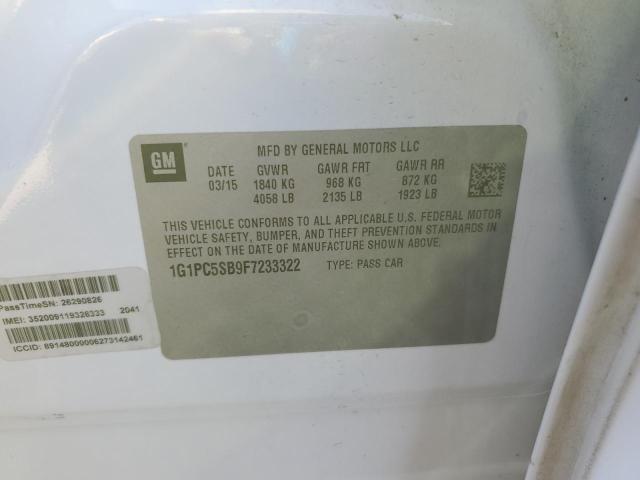 GM
MFD BY GENERAL MOTORS LLC
DATE GVWR GAWR FRT GAWR RR
03/15 1840 KG 968 KG 872 KG
4058 LB 2135 LB 1923 LB
THIS VEHICLE CONFORMS TO ALL APPLICABLE U.S. FEDERAL MOTOR
VEHICLE SAFETY, BUMPER, AND THEFT PREVENTION STANDARDS IN
EFFECT ON THE DATE OF MANUFACTURE SHOWN ABOVE.
1G1PC5SB9F7233322 TYPE: PASS CAR
PassTimeSN: 26290826
IMEI: 352009119326333 2041
ICCID: 89148000006273142461